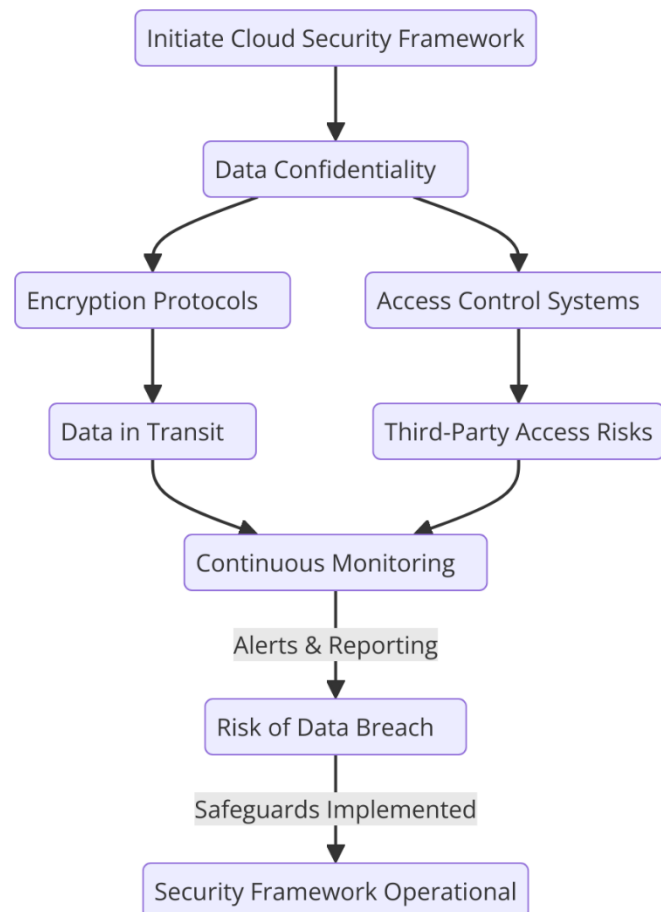 Initiate Cloud Security Framework
Data Confidentiality
Encryption Protocols
Access Control Systems
Data in Transit
Third-Party Access Risks
Continuous Monitoring
Alerts & Reporting
Risk of Data Breach
Safeguards Implemented
Security Framework Operational